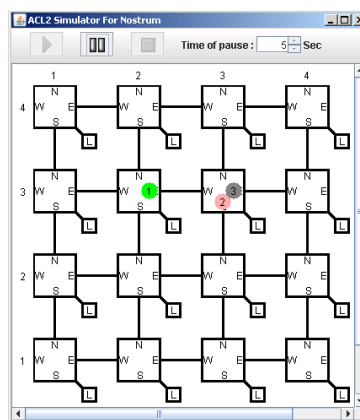 ACL2 Simulator For Nostrum
Time of pause : 5 Sec
1 2 3 4
4 N N N N
W E W E W E W E
S S S S
L L L L
3 N N N N
W E W 1 E W 3 E W E
S S 2 S S
L L L L
2 N N N N
W E W E W E W E
S S S S
L L L L
1 N N N N
W E W E W E W E
S S S S
L L L L